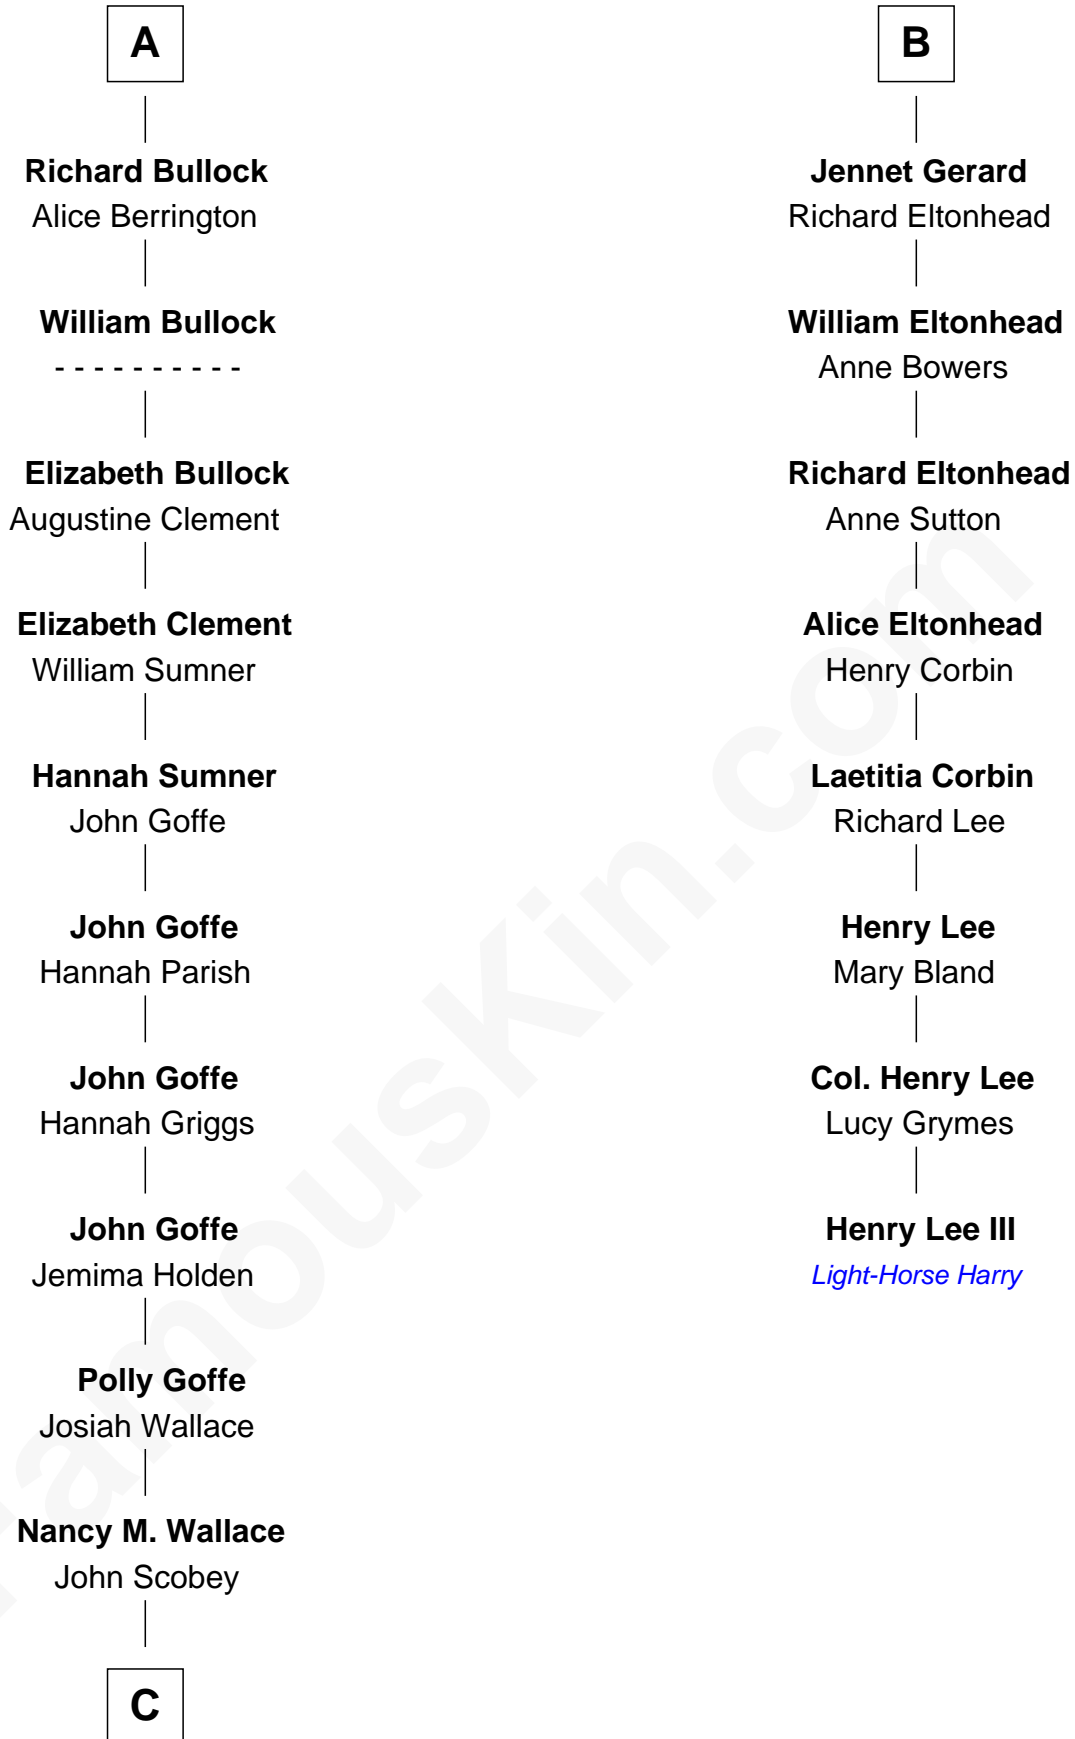 A
Richard Bullock
Alice Berrington
William Bullock
- - - - - - - - - -
Elizabeth Bullock
Augustine Clement
Elizabeth Clement
William Sumner
Hannah Sumner
John Goffe
John Goffe
Hannah Parish
John Goffe
Hannah Griggs
John Goffe
Jemima Holden
Polly Goffe
Josiah Wallace
Nancy M. Wallace
John Scobey
C
B
Jennet Gerard
Richard Eltonhead
William Eltonhead
Anne Bowers
Richard Eltonhead
Anne Sutton
Alice Eltonhead
Henry Corbin
Laetitia Corbin
Richard Lee
Henry Lee
Mary Bland
Col. Henry Lee
Lucy Grymes
Henry Lee III
Light-Horse Harry
FamousKin.com